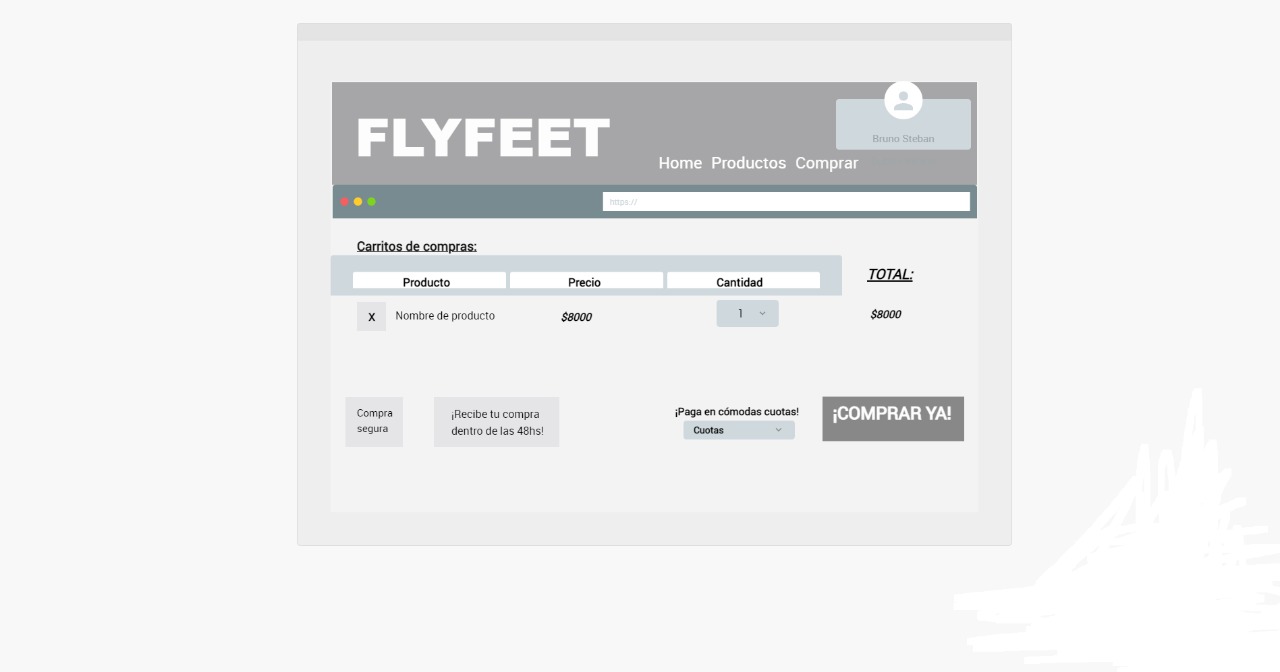 FLYFEET
Bruno Steban
Home Productos Comprar
https://
Carritos de compras:
TOTAL:
Producto Precio Cantidad
X Nombre de producto $8000 1 $8000
Compra
segura
¡Recibe tu compra
dentro de las 48hs!
¡Paga en cómodas cuotas!
Cuotas
¡COMPRAR YA!